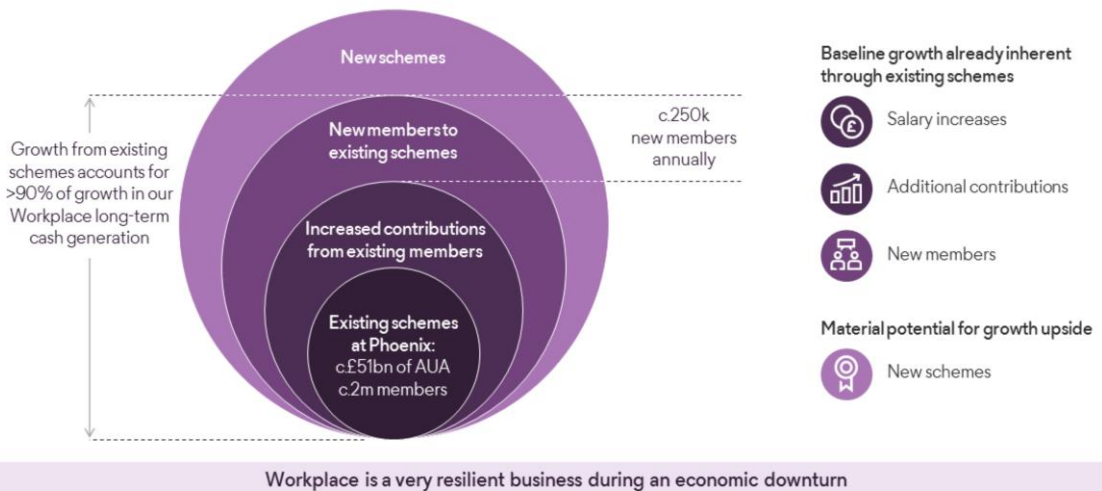 New schemes
New members to
existing schemes
Increased contributions
from existing members
Existing schemes
at Phoenix:
c.£51bn of AUA
c.2m members
Growth from existing
schemes accounts for
>90% of growth in our
Workplace long-term
cash generation
c.250k
new members
annually
Baseline growth already inherent
through existing schemes
£
Salary increases
Additional contributions
New members
Material potential for growth upside
New schemes
Workplace is a very resilient business during an economic downturn